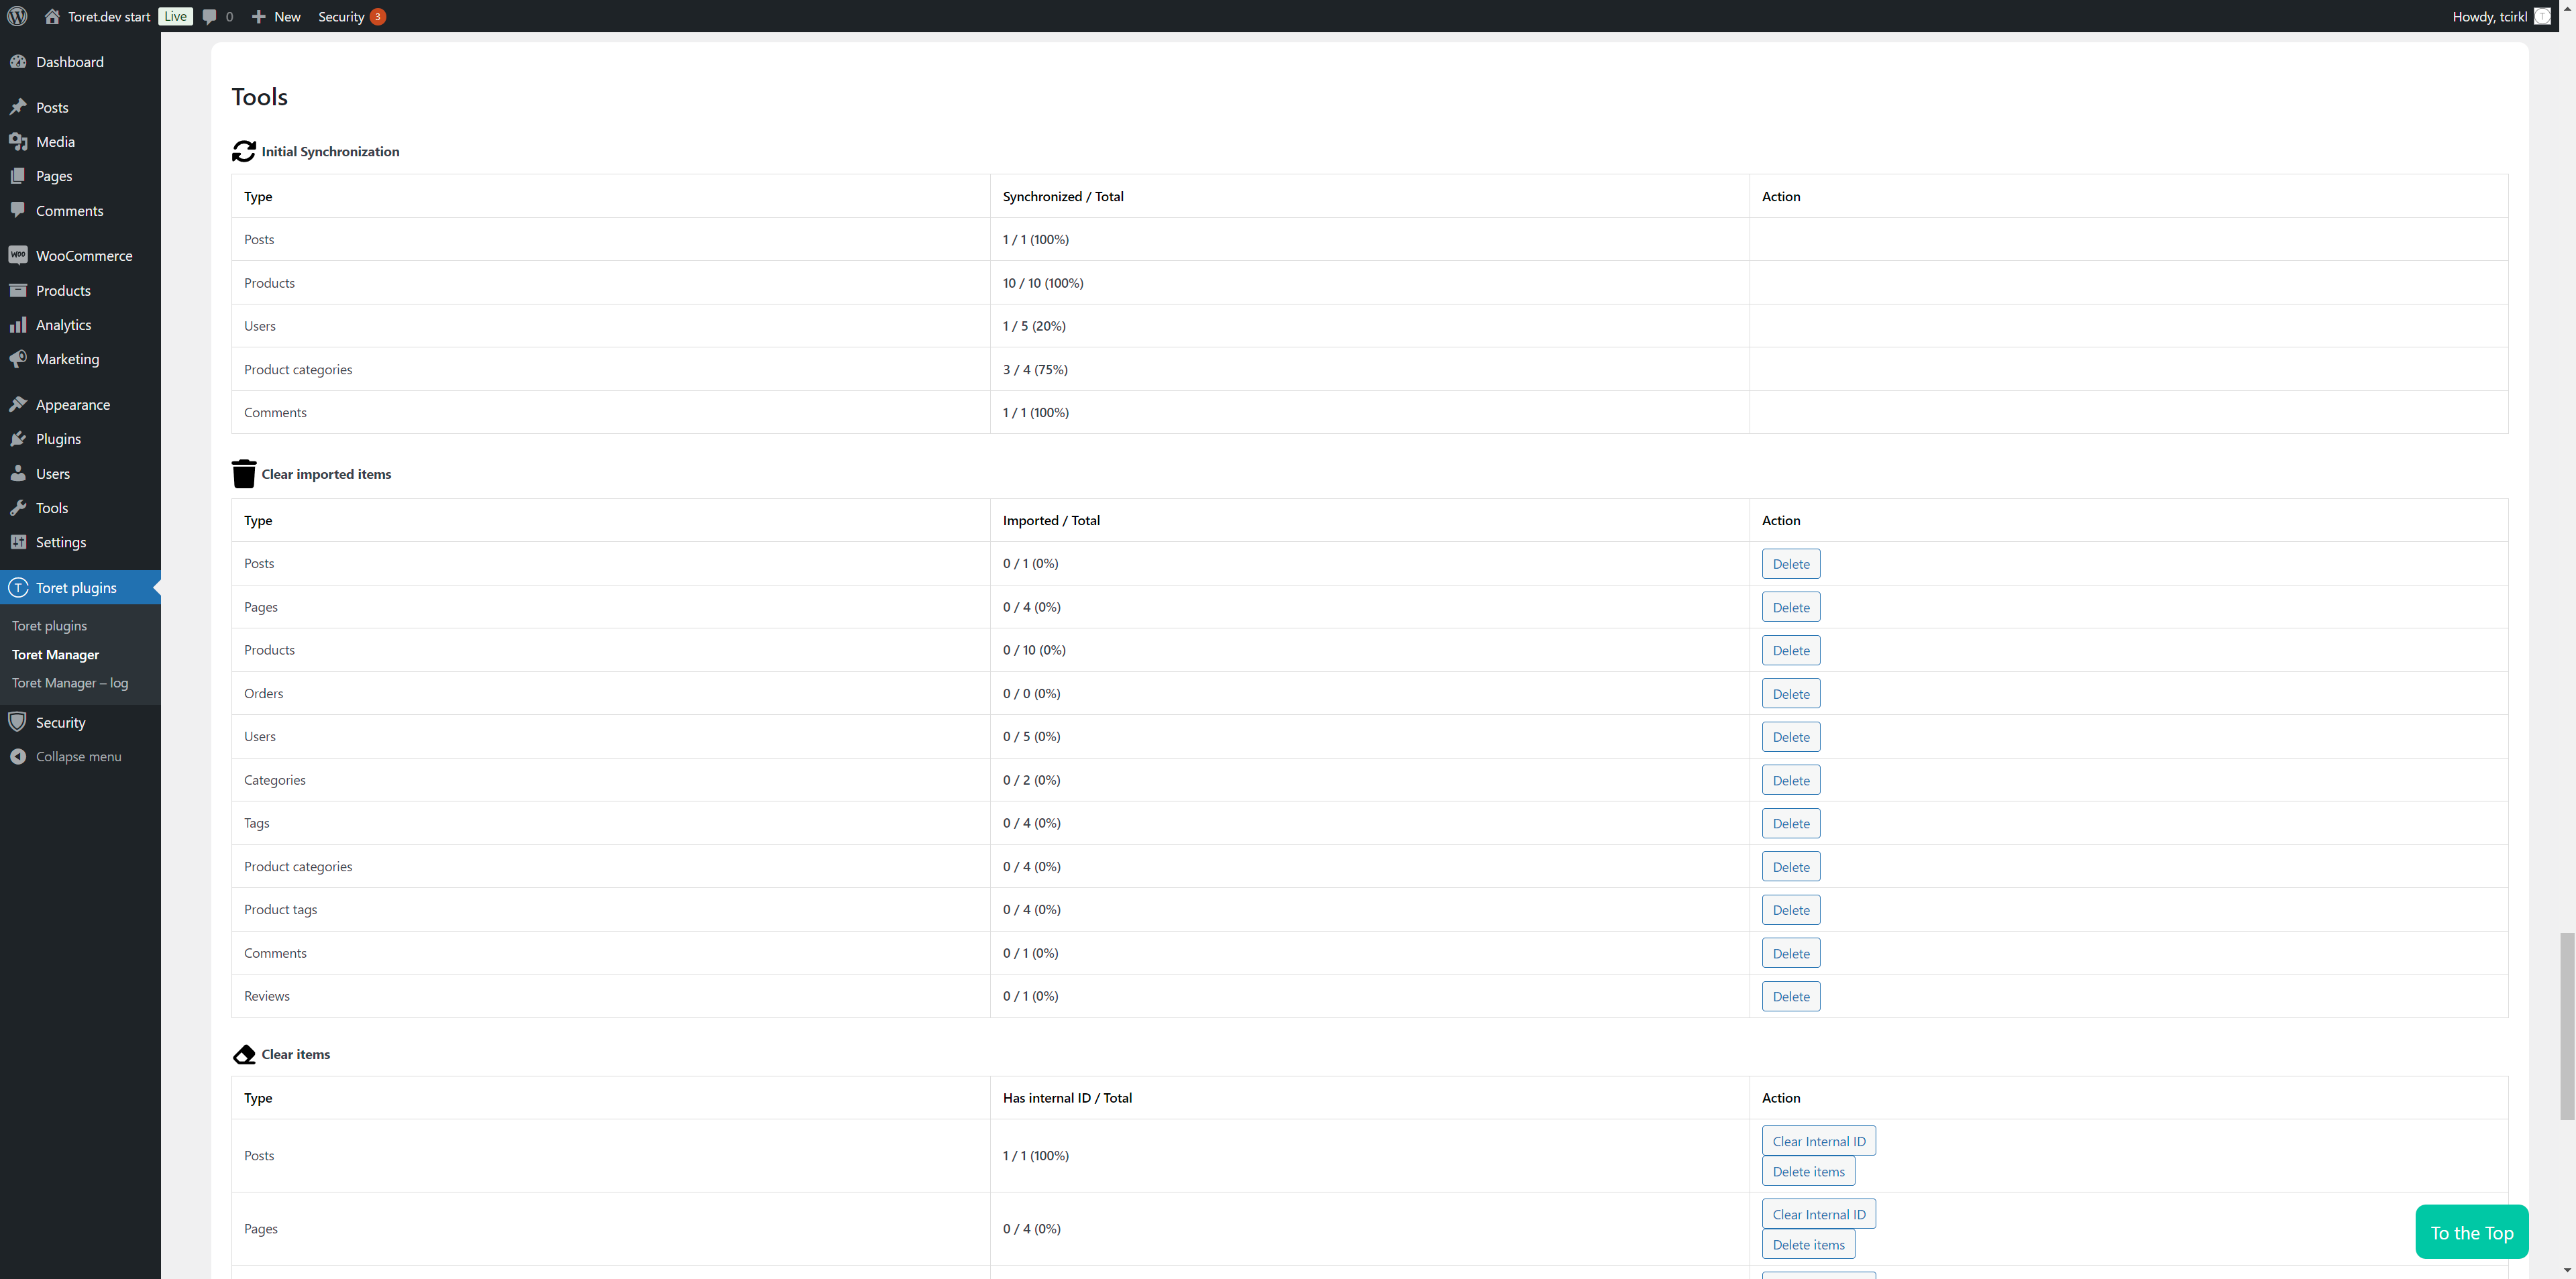 Toret.dev start Live 0 New Security 3 Howdy, tcirkl
Dashboard
Posts
Media
Pages
Comments
WooCommerce
Products
Analytics
Marketing
Appearance
Plugins
Users
Tools
Settings
Toret plugins
Toret plugins
Toret Manager
Toret Manager – log
Security
Collapse menu
Tools
Initial Synchronization
Type Synchronized / Total Action
Posts 1 / 1 (100%)
Products 10 / 10 (100%)
Users 1 / 5 (20%)
Product categories 3 / 4 (75%)
Comments 1 / 1 (100%)
Clear imported items
Type Imported / Total Action
Posts 0 / 1 (0%) Delete
Pages 0 / 4 (0%) Delete
Products 0 / 10 (0%) Delete
Orders 0 / 0 (0%) Delete
Users 0 / 5 (0%) Delete
Categories 0 / 2 (0%) Delete
Tags 0 / 4 (0%) Delete
Product categories 0 / 4 (0%) Delete
Product tags 0 / 4 (0%) Delete
Comments 0 / 1 (0%) Delete
Reviews 0 / 1 (0%) Delete
Clear items
Type Has internal ID / Total Action
Posts 1 / 1 (100%) Clear Internal ID
Delete items
Pages 0 / 4 (0%) Clear Internal ID
Delete items
To the Top